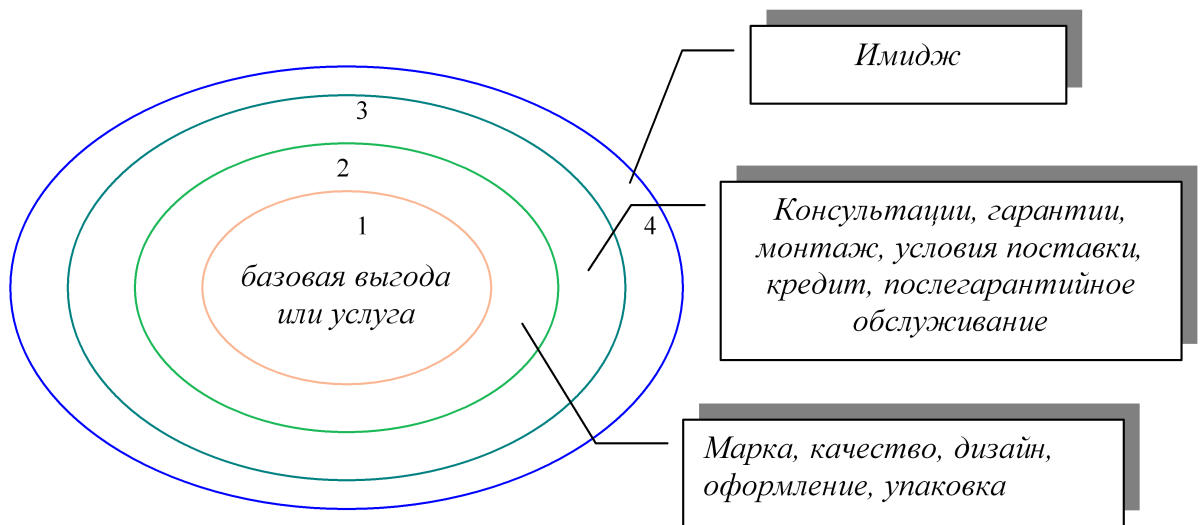 Имидж
3
2
1
4
базовая выгода
или услуга
Консультации, гарантии,
монтаж, условия поставки,
кредит, послегарантийное
обслуживание
Марка, качество, дизайн,
оформление, упаковка